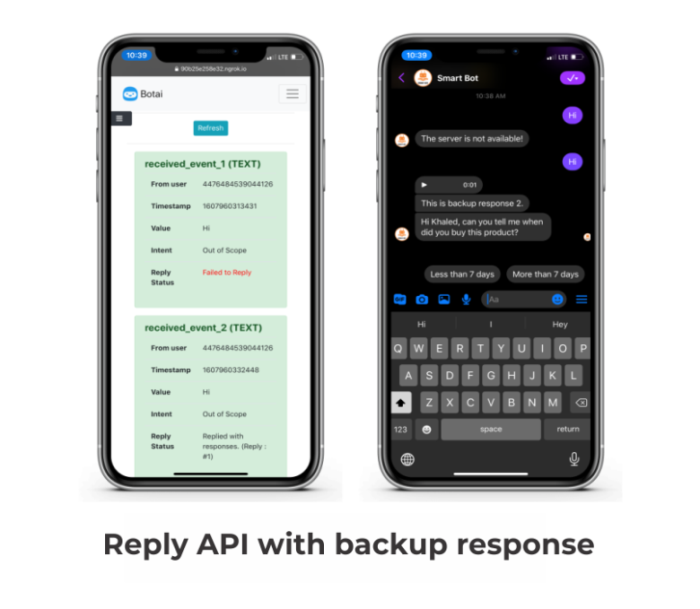 10:39
LTE
90b25e258e32.ngrok.io
Botai
Refresh
received_event_1 (TEXT)
From user 4476484539044126
Timestamp 1607960313431
Value Hi
Intent Out of Scope
Reply Failed to Reply
Status
received_event_2 (TEXT)
From user 4476484539044126
Timestamp 1607960332448
Value Hi
Intent Out of Scope
Reply Replied with
Status responses. (Reply :
#1)
10:39
LTE
Smart Bot
10:38 AM
Hi
The server is not available!
Hi
0:01
This is backup response 2.
Hi Khaled, can you tell me when
did you buy this product?
Less than 7 days More than 7 days
GIF Aa
Hi I Hey
Q W E R T Y U I O P
A S D F G H J K L
Z X C V B N M
123 space return
Reply API with backup response